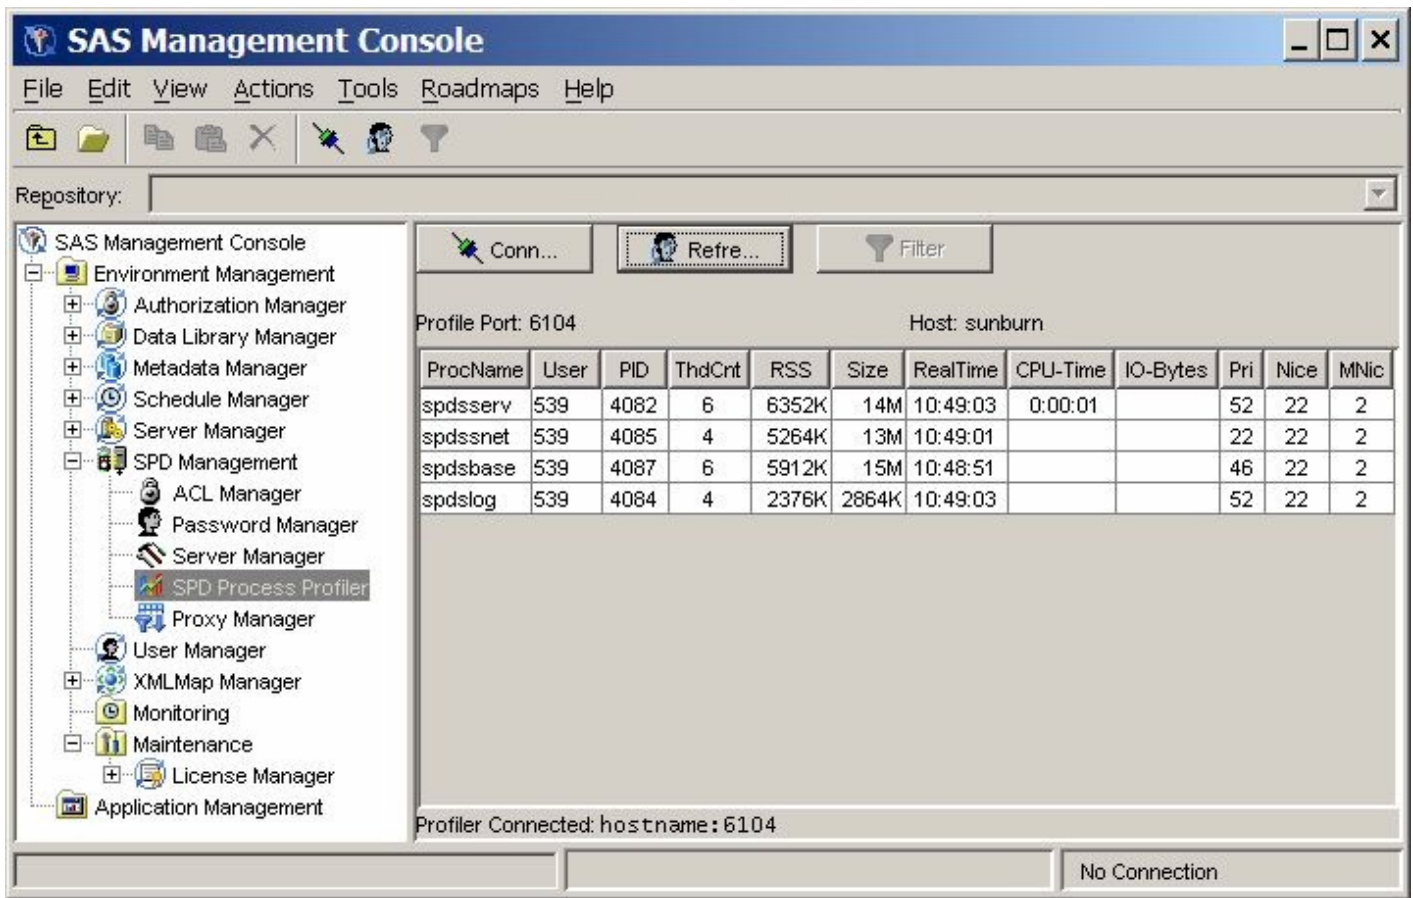 SAS Management Console
File Edit View Actions Tools Roadmaps Help
Repository:
SAS Management Console
Environment Management
Authorization Manager
Data Library Manager
Metadata Manager
Schedule Manager
Server Manager
SPD Management
ACL Manager
Password Manager
Server Manager
SPD Process Profiler
Proxy Manager
User Manager
XMLMap Manager
Monitoring
Maintenance
License Manager
Application Management
Conn... Refre... Filter
Profile Port: 6104 Host: sunburn
ProcName User PID ThdCnt RSS Size RealTime CPU-Time IO-Bytes Pri Nice MNic
spdsserv 539 4082 6 6352K 14M 10:49:03 0:00:01 52 22 2
spdssnet 539 4085 4 5264K 13M 10:49:01 22 22 2
spdsbase 539 4087 6 5912K 15M 10:48:51 46 22 2
spdslog 539 4084 4 2376K 2864K 10:49:03 52 22 2
Profiler Connected: hostname:6104
No Connection